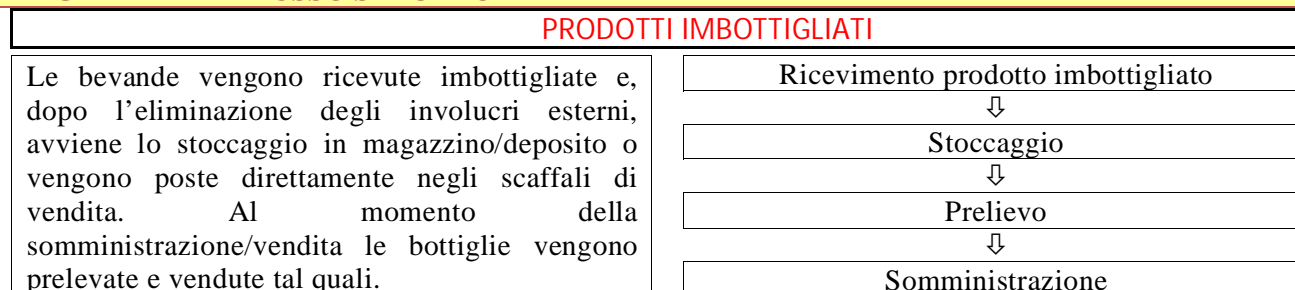 PRODOTTI IMBOTTIGLIATI
Le bevande vengono ricevute imbottigliate e,
dopo l'eliminazione degli involucri esterni,
avviene lo stoccaggio in magazzino/deposito o
vengono poste direttamente negli scaffali di
vendita. Al momento della
somministrazione/vendita le bottiglie vengono
prelevate e vendute tal quali.
Ricevimento prodotto imbottigliato
⇩
Stoccaggio
⇩
Prelievo
⇩
Somministrazione